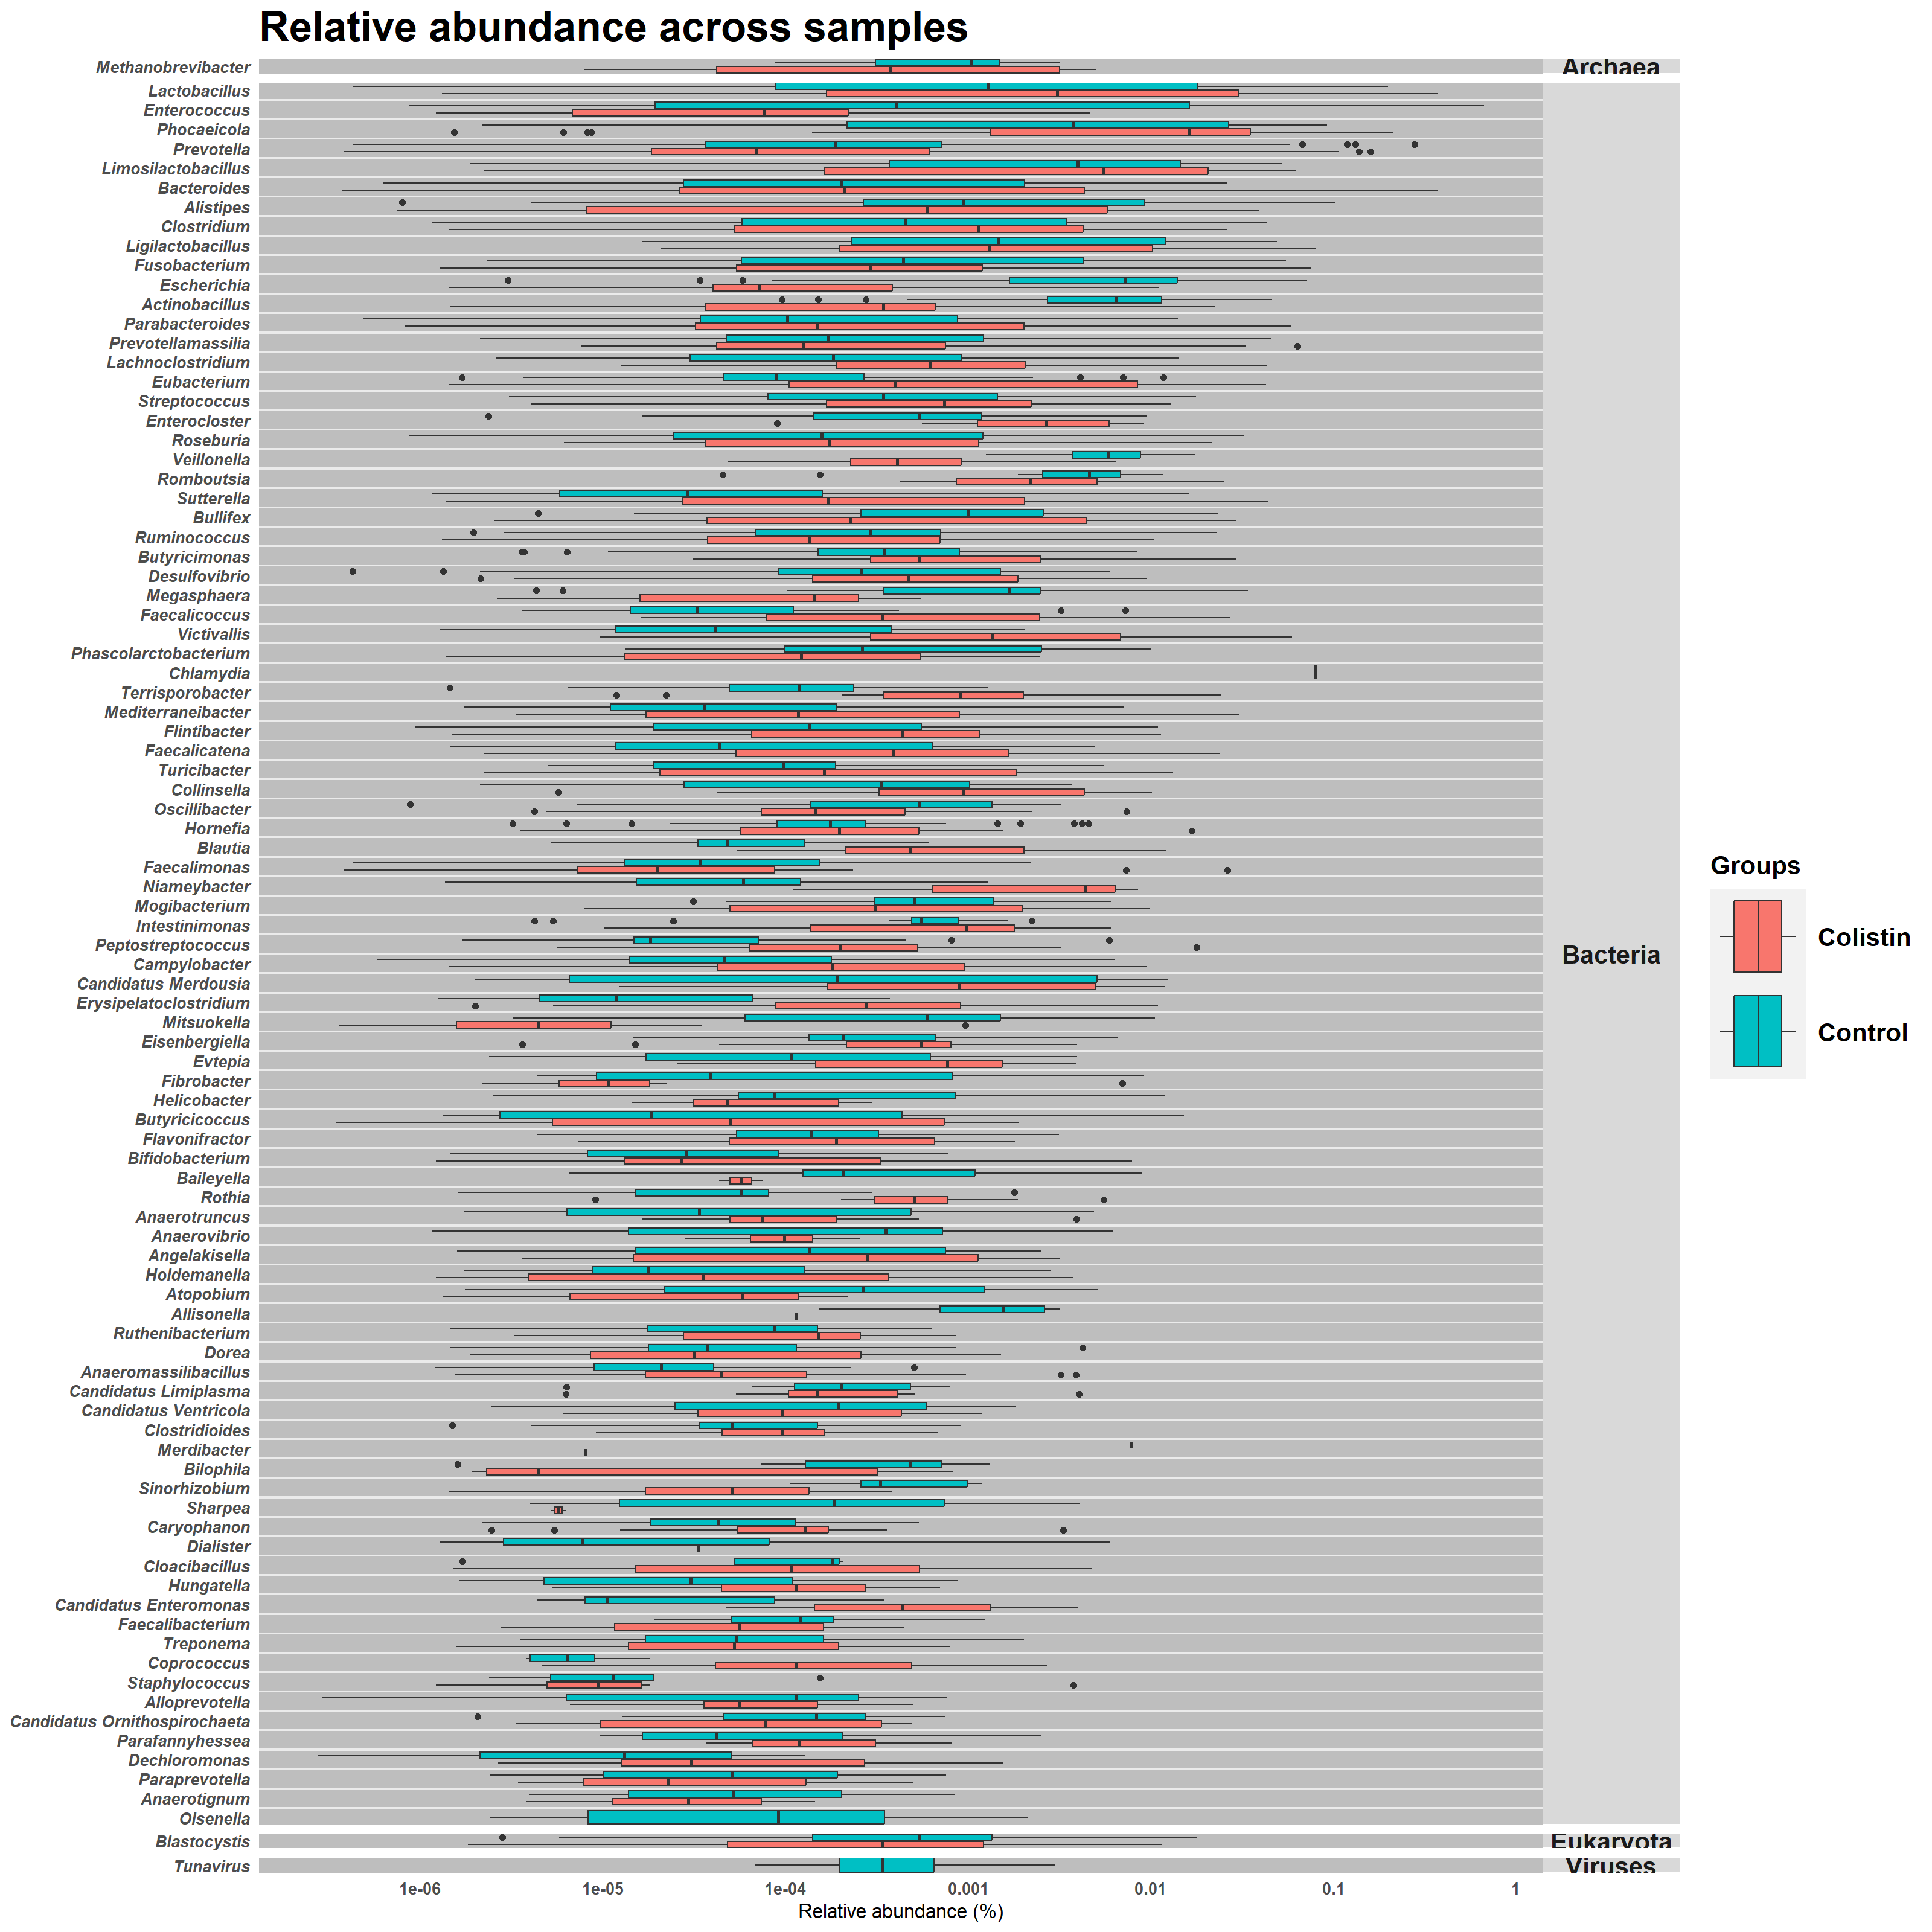 Relative abundance across samples
Methanobrevibacter
Archaea
Lactobacillus
Enterococcus
Phocaeicola
Prevotella
Limosilactobacillus
Bacteroides
Alistipes
Clostridium
Ligilactobacillus
Fusobacterium
Escherichia
Actinobacillus
Parabacteroides
Prevotellamassilia
Lachnoclostridium
Eubacterium
Streptococcus
Enterocloster
Roseburia
Veillonella
Romboutsia
Sutterella
Bullifex
Ruminococcus
Butyricimonas
Desulfovibrio
Megasphaera
Faecalicoccus
Victivallis
Phascolarctobacterium
Chlamydia
Terrisporobacter
Mediterraneibacter
Flintibacter
Faecalicatena
Turicibacter
Collinsella
Oscillibacter
Hornefia
Blautia
Faecalimonas
Niameybacter
Mogibacterium
Intestinimonas
Peptostreptococcus
Campylobacter
Candidatus Merdousia
Erysipelatoclostridium
Mitsuokella
Eisenbergiella
Evtepia
Fibrobacter
Helicobacter
Butyricicoccus
Flavonifractor
Bifidobacterium
Baileyella
Rothia
Anaerotruncus
Anaerovibrio
Angelakisella
Holdemanella
Atopobium
Allisonella
Ruthenibacterium
Dorea
Anaeromassilibacillus
Candidatus Limiplasma
Candidatus Ventricola
Clostridioides
Merdibacter
Bilophila
Sinorhizobium
Sharpea
Caryophanon
Dialister
Cloacibacillus
Hungatella
Candidatus Enteromonas
Faecalibacterium
Treponema
Coprococcus
Staphylococcus
Alloprevotella
Candidatus Ornithospirochaeta
Parafannyhessea
Dechloromonas
Paraprevotella
Anaerotignum
Olsenella
Bacteria
Blastocystis
Eukaryota
Tunavirus
Viruses
1e-06
1e-05
1e-04
0.001
0.01
0.1
1
Relative abundance (%)
Groups
Colistin
Control